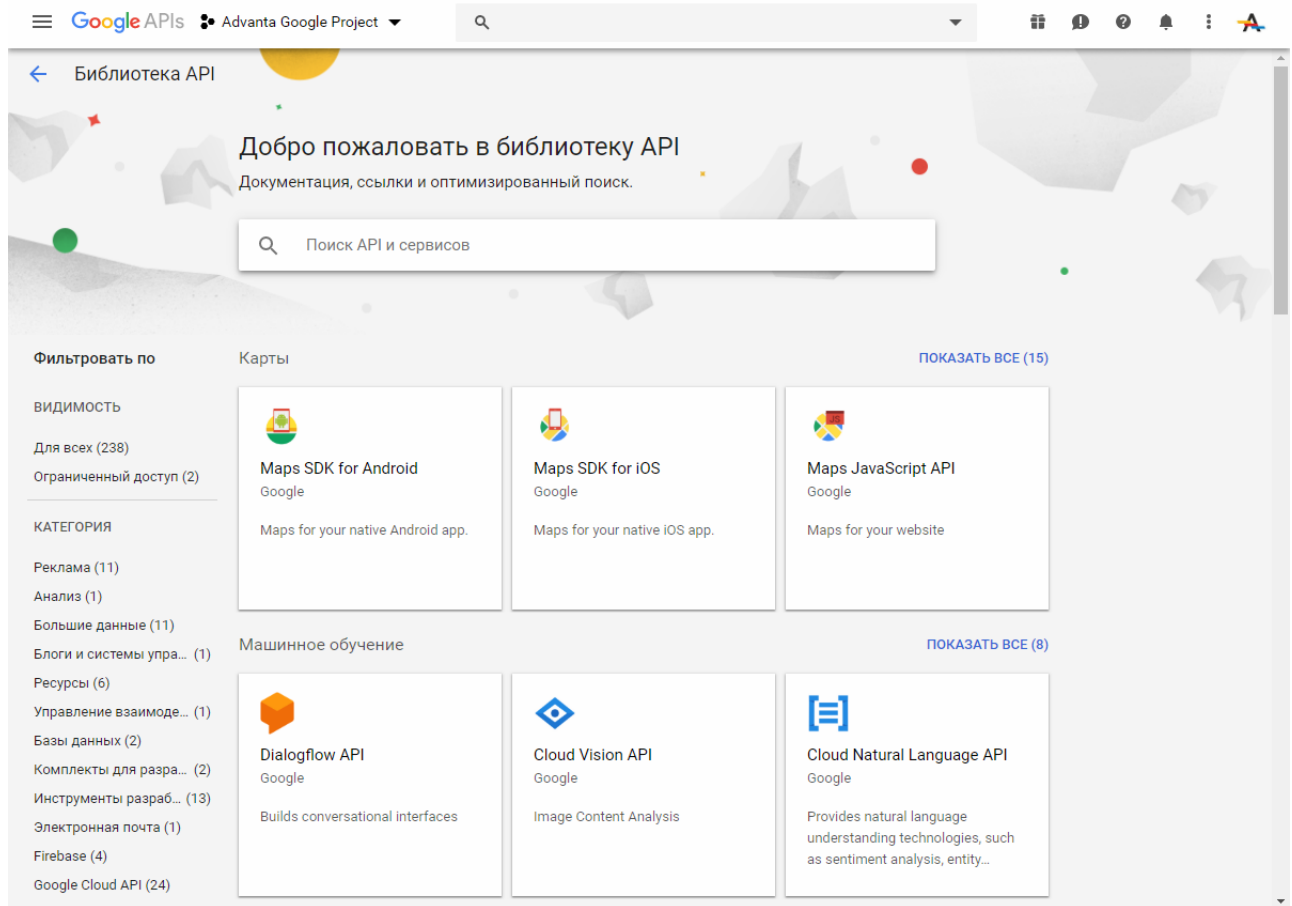 Google APIs Advanta Google Project
Библиотека API
Добро пожаловать в библиотеку API
Документация, ссылки и оптимизированный поиск.
Поиск API и сервисов
Фильтровать по
ВИДИМОСТЬ
Для всех (238)
Ограниченный доступ (2)
КАТЕГОРИЯ
Реклама (11)
Анализ (1)
Большие данные (11)
Блоги и системы упра... (1)
Ресурсы (6)
Управление взаимоде... (1)
Базы данных (2)
Комплекты для разра... (2)
Инструменты разраб... (13)
Электронная почта (1)
Firebase (4)
Google Cloud API (24)
Карты ПОКАЗАТЬ ВСЕ (15)
Maps SDK for Android
Google
Maps for your native Android app.
Maps SDK for iOS
Google
Maps for your native iOS app.
JS
Maps JavaScript API
Google
Maps for your website
Машинное обучение ПОКАЗАТЬ ВСЕ (8)
Dialogflow API
Google
Builds conversational interfaces
Cloud Vision API
Google
Image Content Analysis
Cloud Natural Language API
Google
Provides natural language
understanding technologies, such
as sentiment analysis, entity...